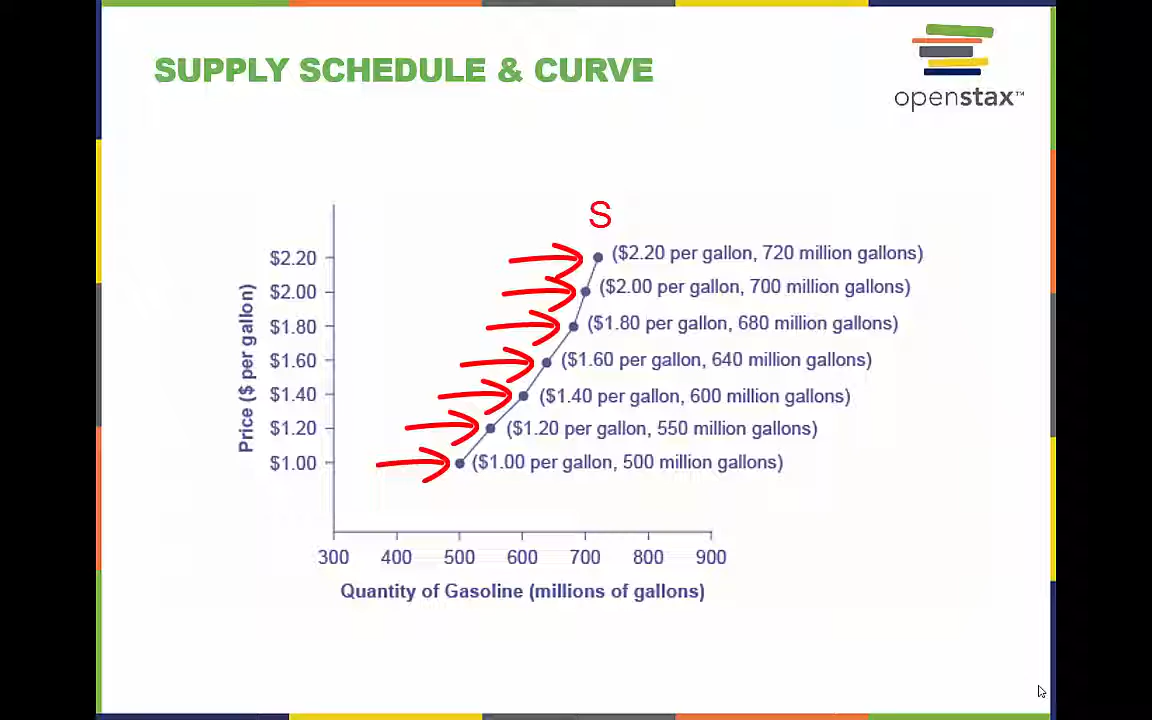 SUPPLY SCHEDULE & CURVE
openstax™
S
$2.20
($2.20 per gallon, 720 million gallons)
$2.00
($2.00 per gallon, 700 million gallons)
$1.80
($1.80 per gallon, 680 million gallons)
$1.60
($1.60 per gallon, 640 million gallons)
$1.40
($1.40 per gallon, 600 million gallons)
$1.20
($1.20 per gallon, 550 million gallons)
$1.00
($1.00 per gallon, 500 million gallons)
Price ($ per gallon)
300 400 500 600 700 800 900
Quantity of Gasoline (millions of gallons)